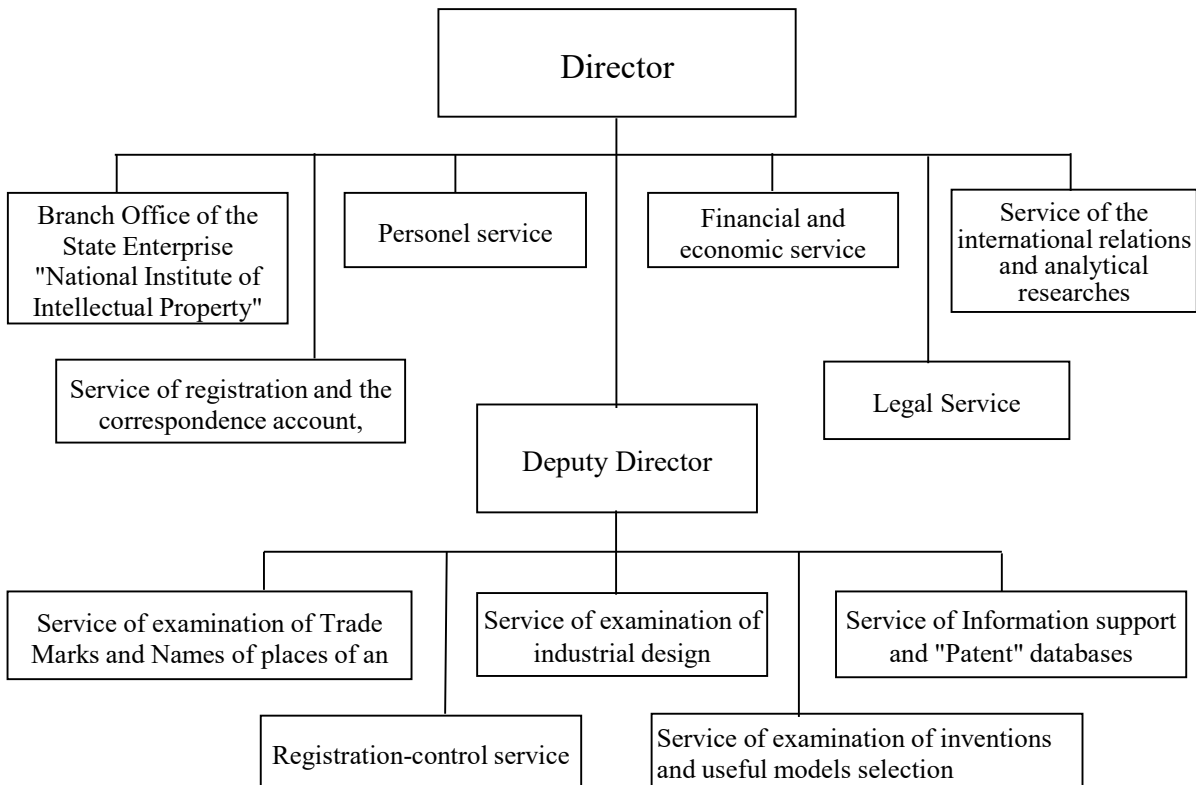 Director
Branch Office of the
State Enterprise
"National Institute of
Intellectual Property"
Personel service
Financial and
economic service
Service of the
international relations
and analytical
researches
Service of registration and the
correspondence account,
Legal Service
Deputy Director
Service of examination of Trade
Marks and Names of places of an
Service of examination of
industrial design
Service of Information support
and "Patent" databases
Registration-control service
Service of examination of inventions
and useful models selection